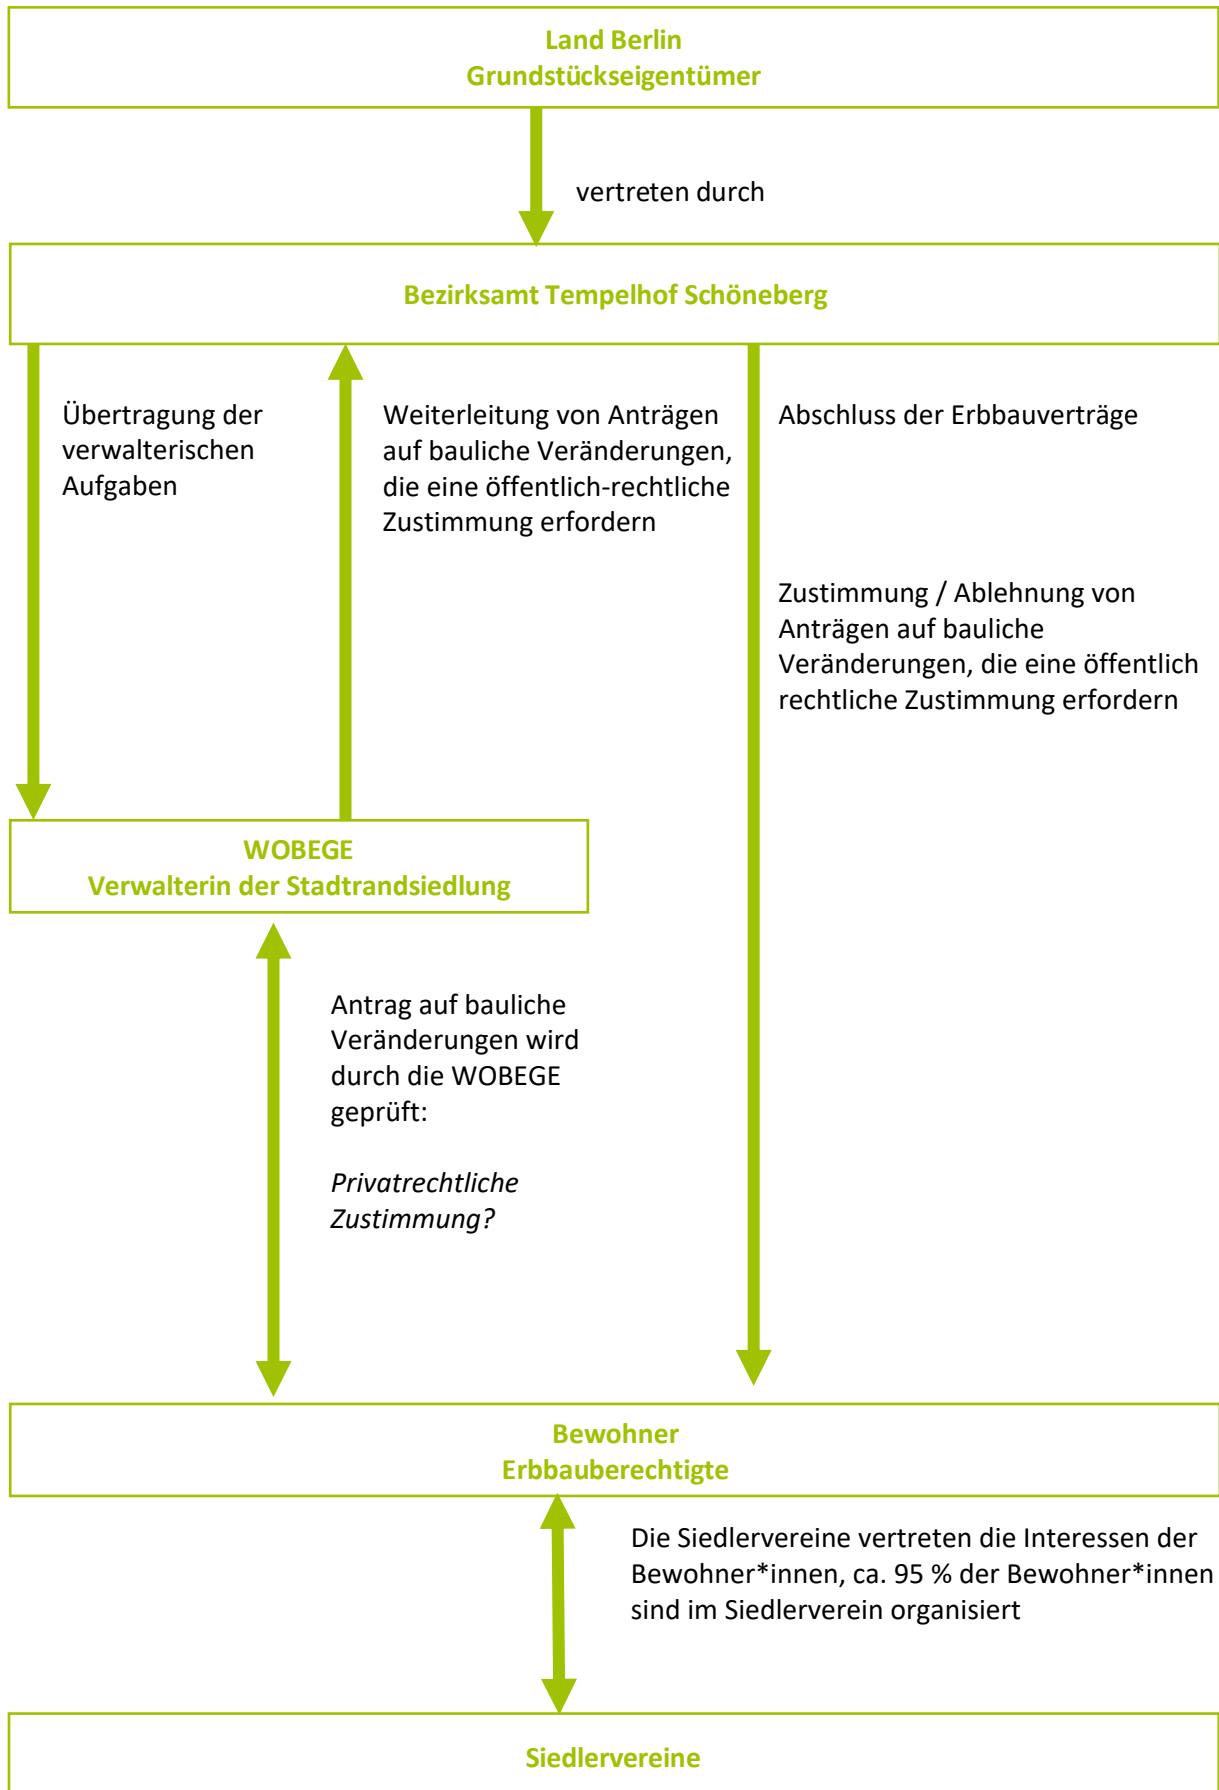 Land Berlin
Grundstückseigentümer
vertreten durch
Bezirksamt Tempelhof Schöneberg
Übertragung der
verwalterischen
Aufgaben
Weiterleitung von Anträgen
auf bauliche Veränderungen,
die eine öffentlich-rechtliche
Zustimmung erfordern
Abschluss der Erbbauverträge
Zustimmung / Ablehnung von
Anträgen auf bauliche
Veränderungen, die eine öffentlich
rechtliche Zustimmung erfordern
WOBEGE
Verwalterin der Stadtrandsiedlung
Antrag auf bauliche
Veränderungen wird
durch die WOBEGE
geprüft:
Privatrechtliche
Zustimmung?
Bewohner
Erbbauberechtigte
Die Siedlervereine vertreten die Interessen der
Bewohner*innen, ca. 95 % der Bewohner*innen
sind im Siedlerverein organisiert
Siedlervereine